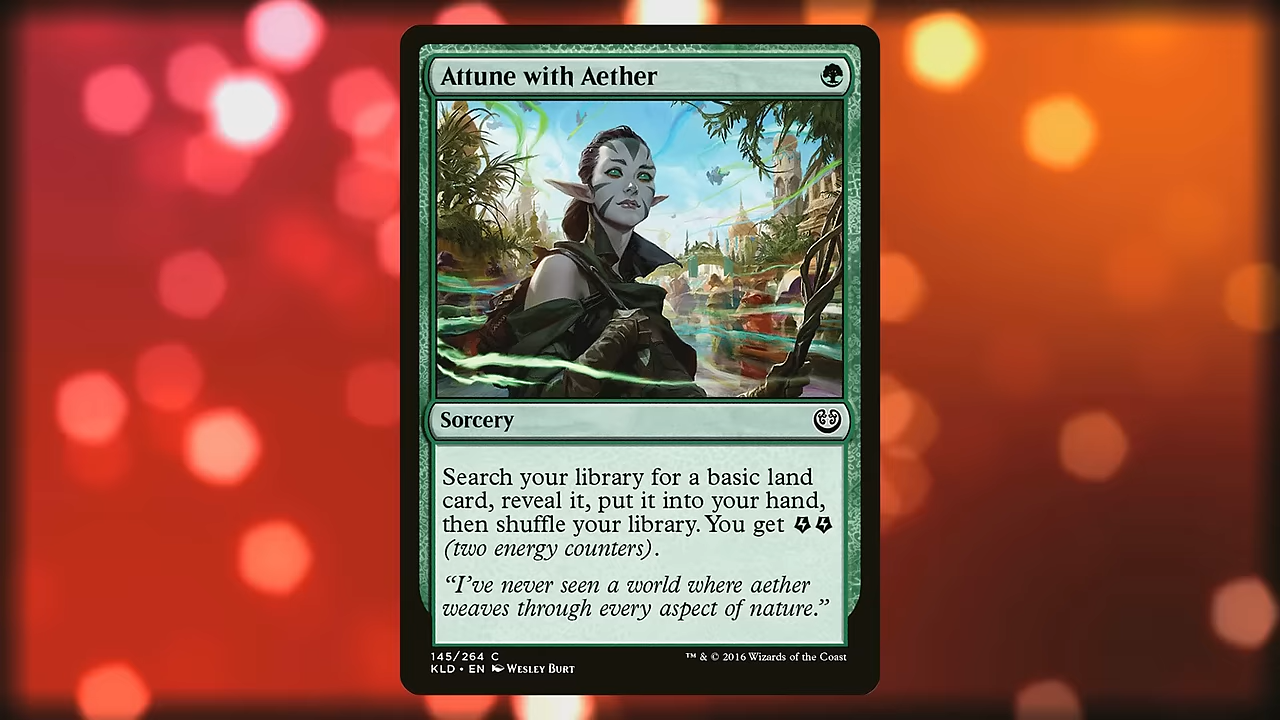 Attune with Aether
Sorcery
Search your library for a basic land
card, reveal it, put it into your hand,
then shuffle your library. You get
(two energy counters).
“I’ve never seen a world where aether
weaves through every aspect of nature.”
145/264 C
KLD • EN Wesley Burt
™ & © 2016 Wizards of the Coast